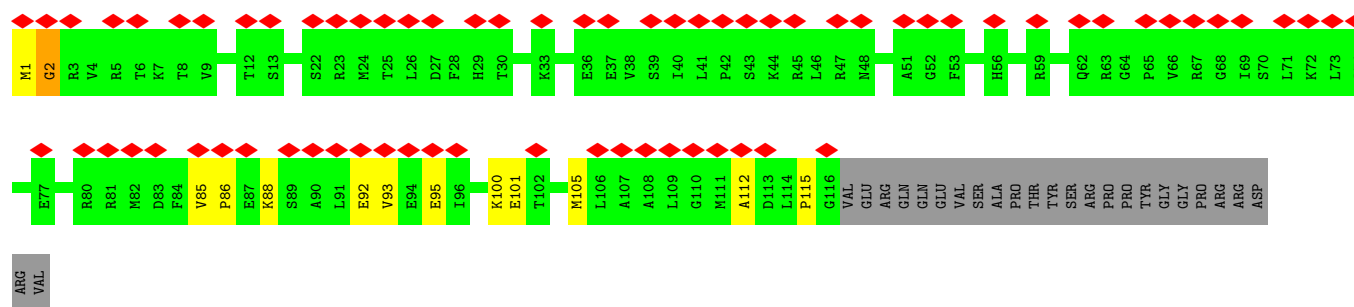 M1 G2 R3 V4 R5 T6 K7 T8 V9 T12 S13 S22 R23 M24 T25 L26 D27 F28 H29 T30 K33 E36 E37 V38 S39 I40 L41 P42 S43 K44 R45 L46 R47 N48 A51 G52 F53 H56 R59 Q62 R63 G64 P65 V66 R67 G68 I69 S70 L71 K72 L73
E77 R80 R81 M82 D83 F84 V85 P86 E87 K88 S89 A90 L91 E92 V93 E94 E95 I96 K100 E101 T102 M105 L106 A107 A108 L109 G110 M111 A112 D113 L114 P115 G116 VAL GLU ARG GLN GLN GLU VAL SER ALA PRO THR TYR SER ARG PRO PRO TYR GLY GLY PRO ARG ARG ASP
ARG VAL